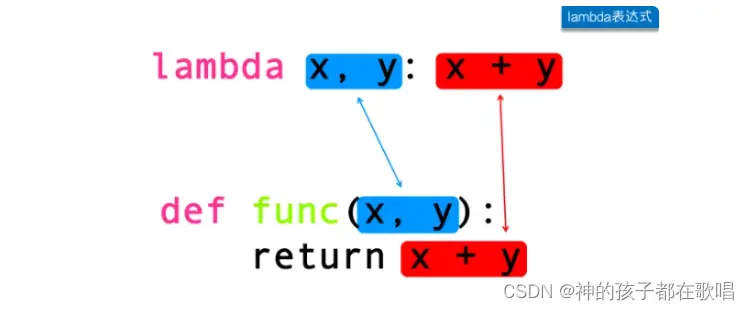 lambda表达式
lambda x, y: x + y
def func(x, y):
return x + y
CSDN @神的孩子都在歌唱